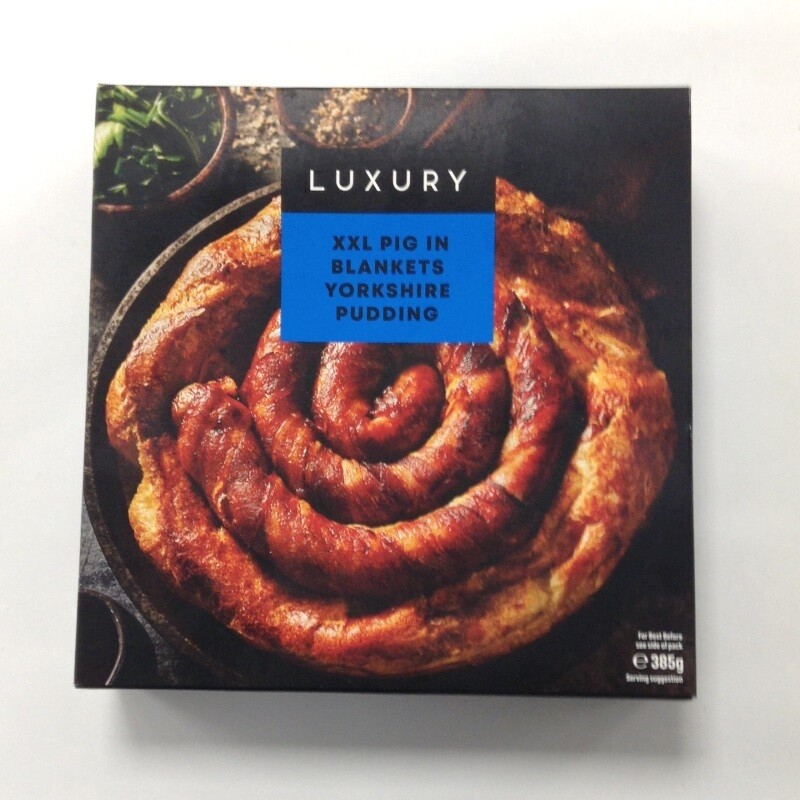 LUXURY
XXL PIG IN
BLANKETS
YORKSHIRE
PUDDING
For Best Before
see side of pack
℮ 385g
Serving suggestion